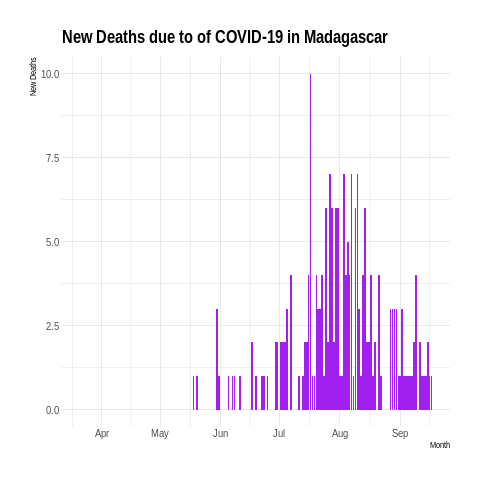 New Deaths due to of COVID-19 in Madagascar
New Deaths
10.0
7.5
5.0
2.5
0.0
Apr May Jun Jul Aug Sep
Month